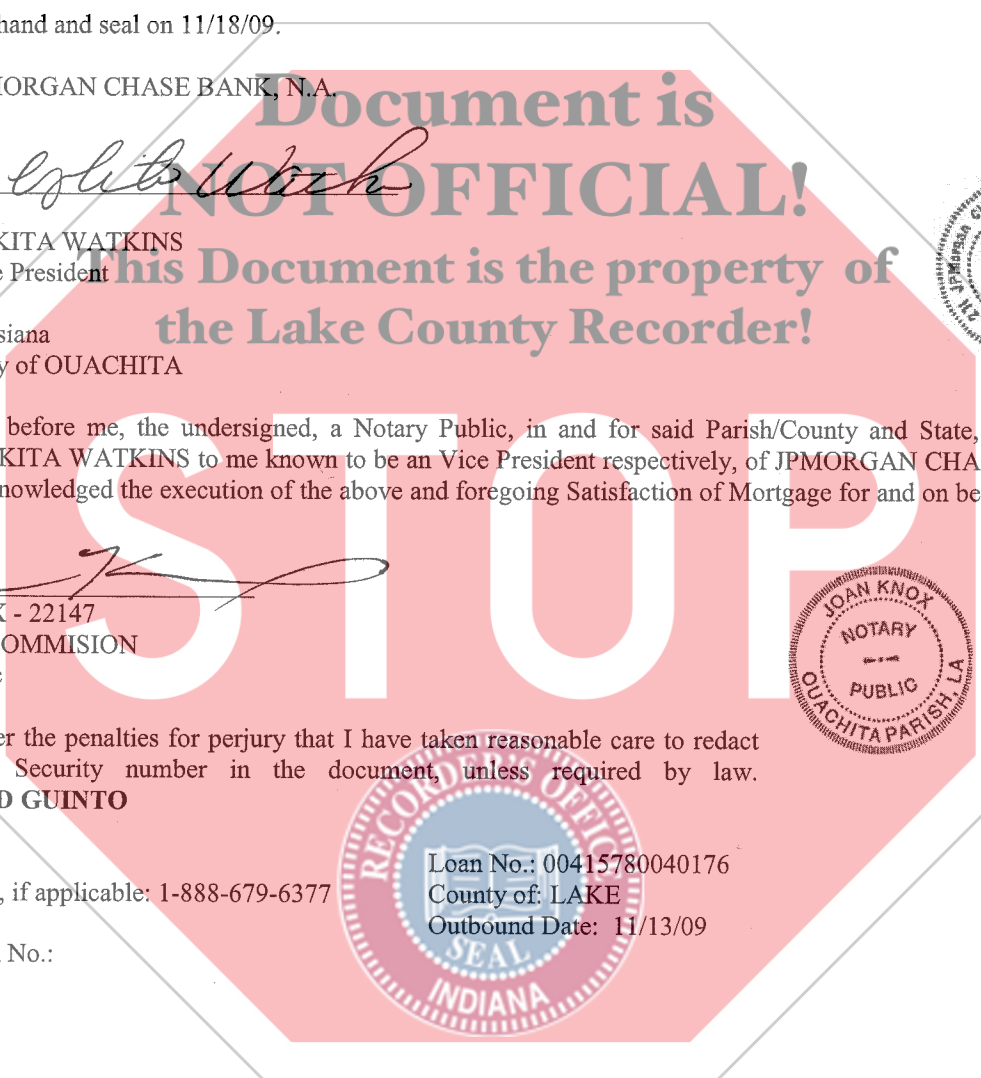 hand and seal on 11/18/09.
MORGAN CHASE BANK, N.A.
Document is
NOT OFFICIAL!
This Document is the property of
the Lake County Recorder!
KITA WATKINS
e President
siana
y of OUACHITA
before me, the undersigned, a Notary Public, in and for said Parish/County and State,
KITA WATKINS to me known to be an Vice President respectively, of JPMORGAN CHA
nowledged the execution of the above and foregoing Satisfaction of Mortgage for and on be
STOP
X - 22147
OMMISION
JOAN KNOX
NOTARY
PUBLIC
OUACHITA PARISH, LA
er the penalties for perjury that I have taken reasonable care to redact
Security number in the document, unless required by law.
D GUINTO
RECORDER'S OFFICE
SEAL
INDIANA
Loan No.: 00415780040176
, if applicable: 1-888-679-6377
County of: LAKE
Outbound Date: 11/13/09
No.:
JPMorgan